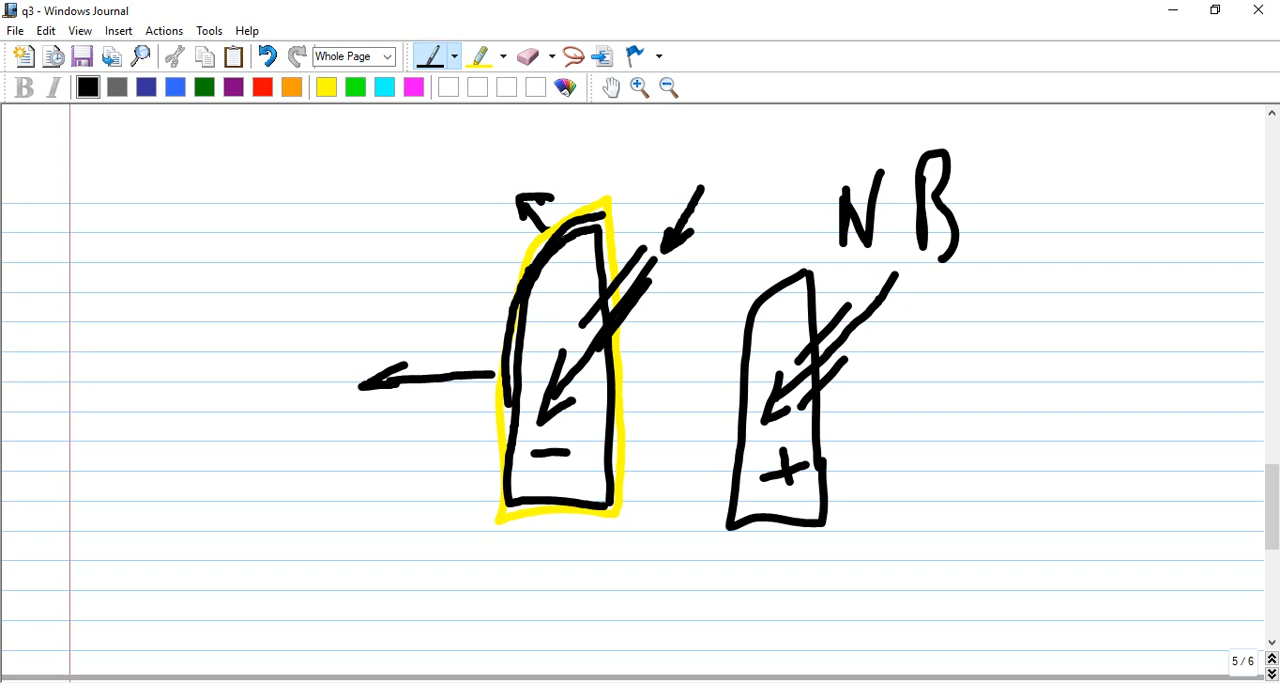 q3 - Windows Journal
File Edit View Insert Actions Tools Help
Whole Page
B I
N B
- +
5 / 6